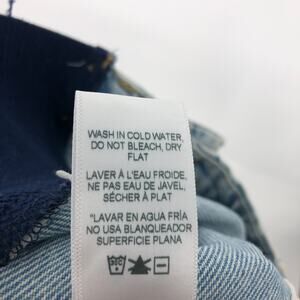 WASH IN COLD WATER,
DO NOT BLEACH, DRY
FLAT
LAVER À L'EAU FROIDE,
NE PAS EAU DE JAVEL,
SÉCHER À PLAT
"LAVAR EN AGUA FRÍA
NO USA BLANQUEADOR
SUPERFICIE PLANA